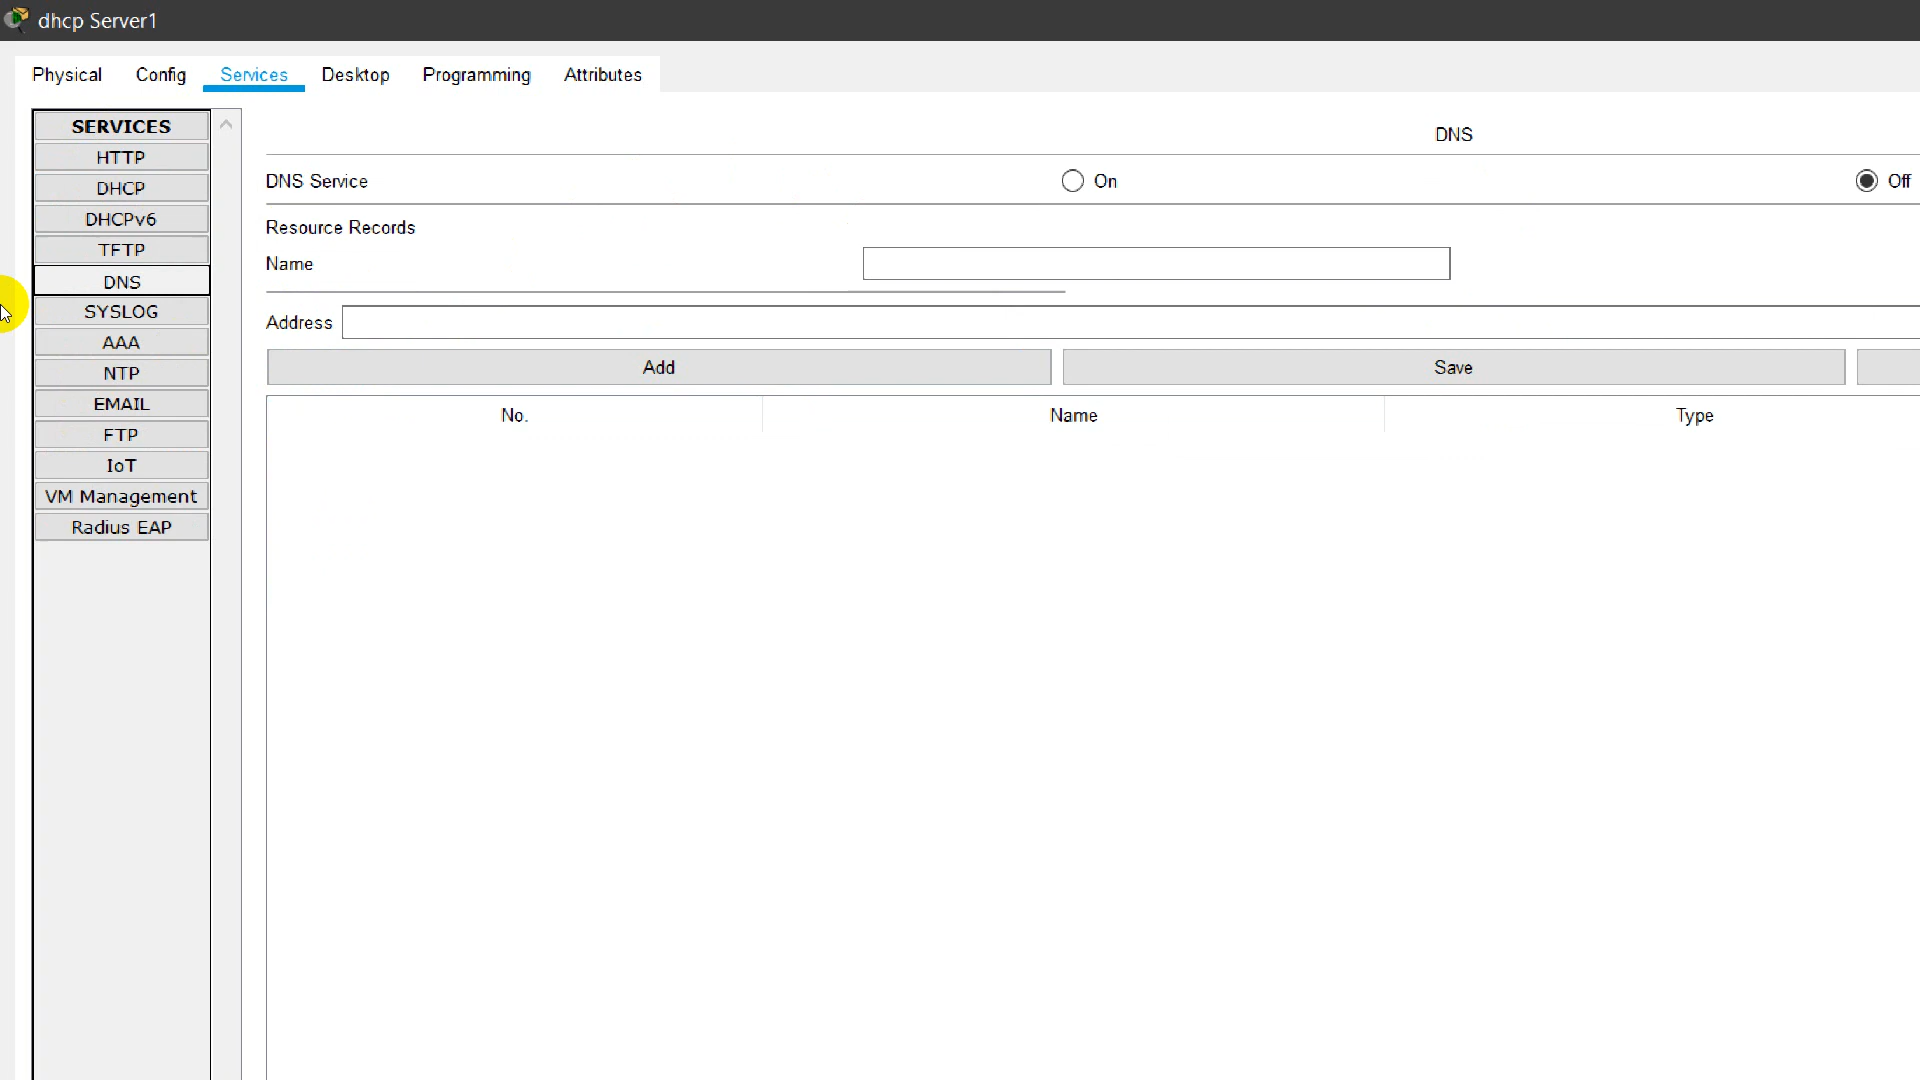 dhcp Server1
Physical Config Services Desktop Programming Attributes
SERVICES
HTTP
DHCP
DHCPv6
TFTP
DNS
SYSLOG
AAA
NTP
EMAIL
FTP
IoT
VM Management
Radius EAP
DNS
DNS Service On Off
Resource Records
Name
Address
Add Save
No. Name Type